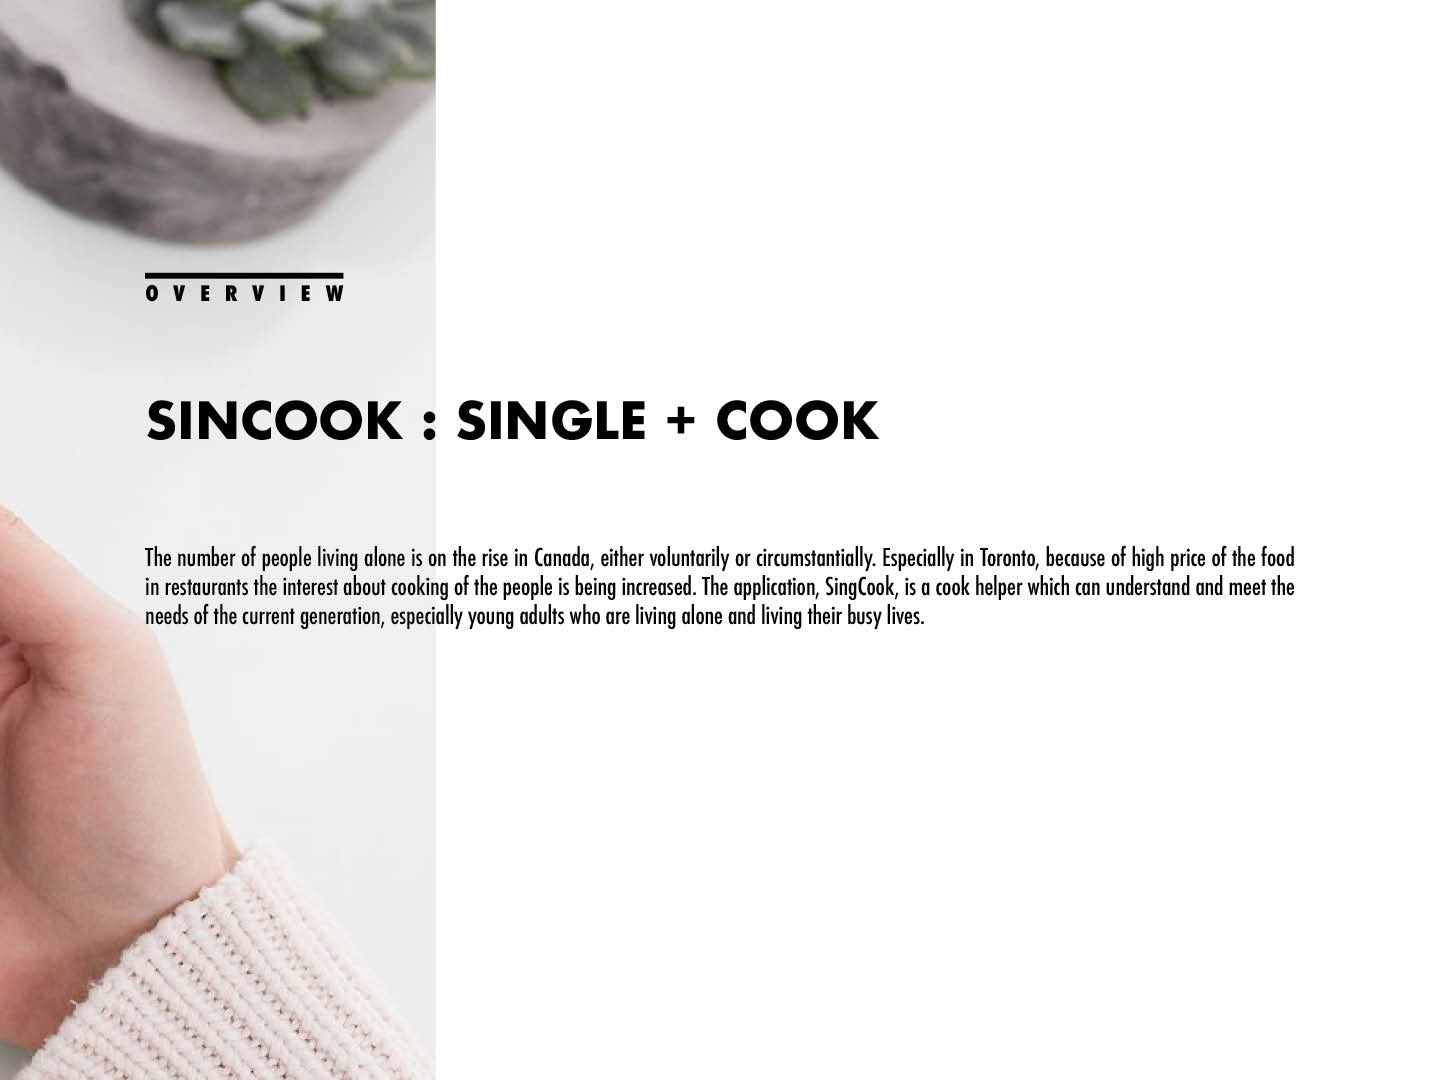 OVERVIEW
SINCOOK : SINGLE + COOK
The number of people living alone is on the rise in Canada, either voluntarily or circumstantially. Especially in Toronto, because of high price of the food
in restaurants the interest about cooking of the people is being increased. The application, SingCook, is a cook helper which can understand and meet the
needs of the current generation, especially young adults who are living alone and living their busy lives.